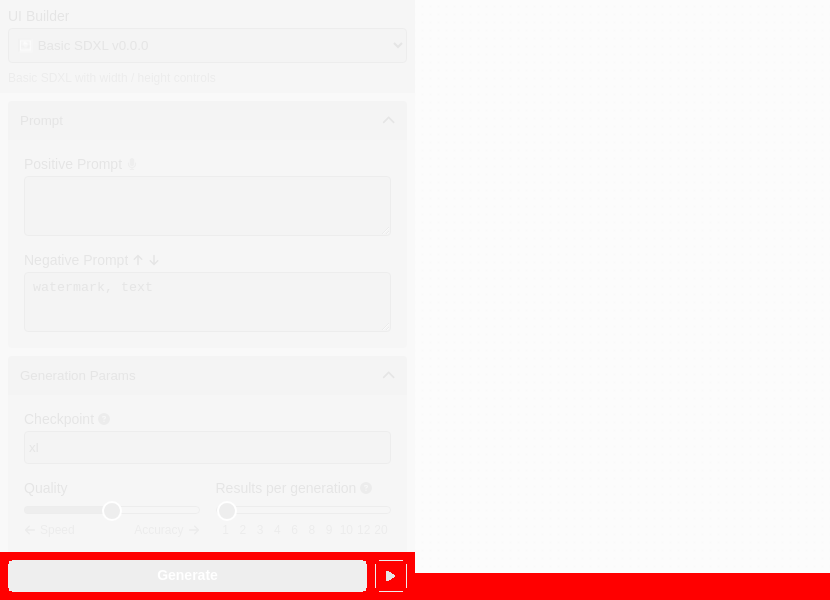 UI Builder
Basic SDXL v0.0.0
Basic SDXL with width / height controls
Prompt
Positive Prompt
Negative Prompt
watermark, text
Generation Params
Checkpoint
xl
Quality
Results per generation
Speed
Accuracy
1 2 3 4 6 8 9 10 12 20
Generate